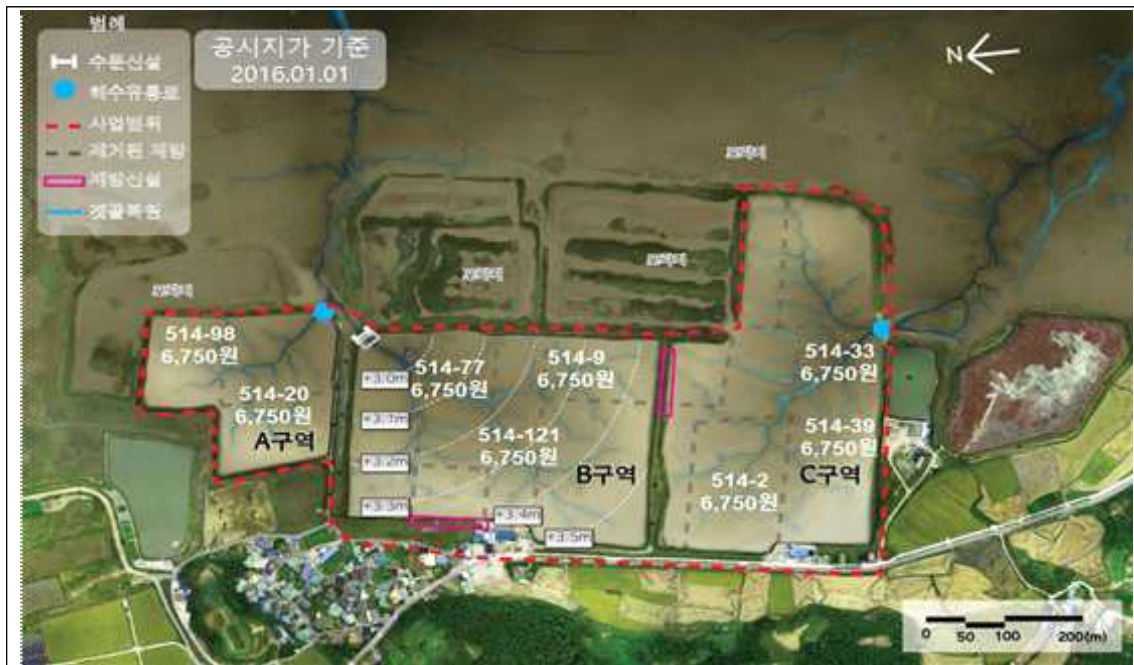 범례
수문신설
해수유통로
사업범위
제거된 제방
제방신설
갯골복원
공시지가 기준
2016.01.01
N
폐염전
514-98
6,750원
514-20
6,750원
A구역
514-77
6,750원
514-9
6,750원
514-121
6,750원
B구역
514-33
6,750원
514-39
6,750원
514-2
6,750원
C구역
+3.0m
+3.1m
+3.2m
+3.3m
+3.4m
+3.5m
0 50 100 200(m)